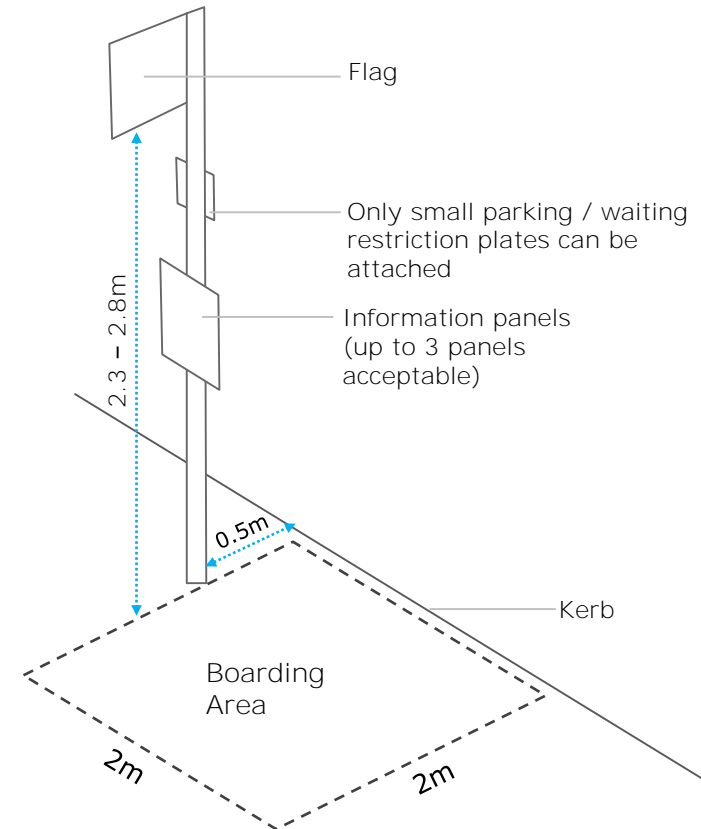 Flag
Only small parking / waiting
restriction plates can be
attached
2.3 – 2.8m
Information panels
(up to 3 panels
acceptable)
0.5m
Kerb
Boarding
Area
2m
2m